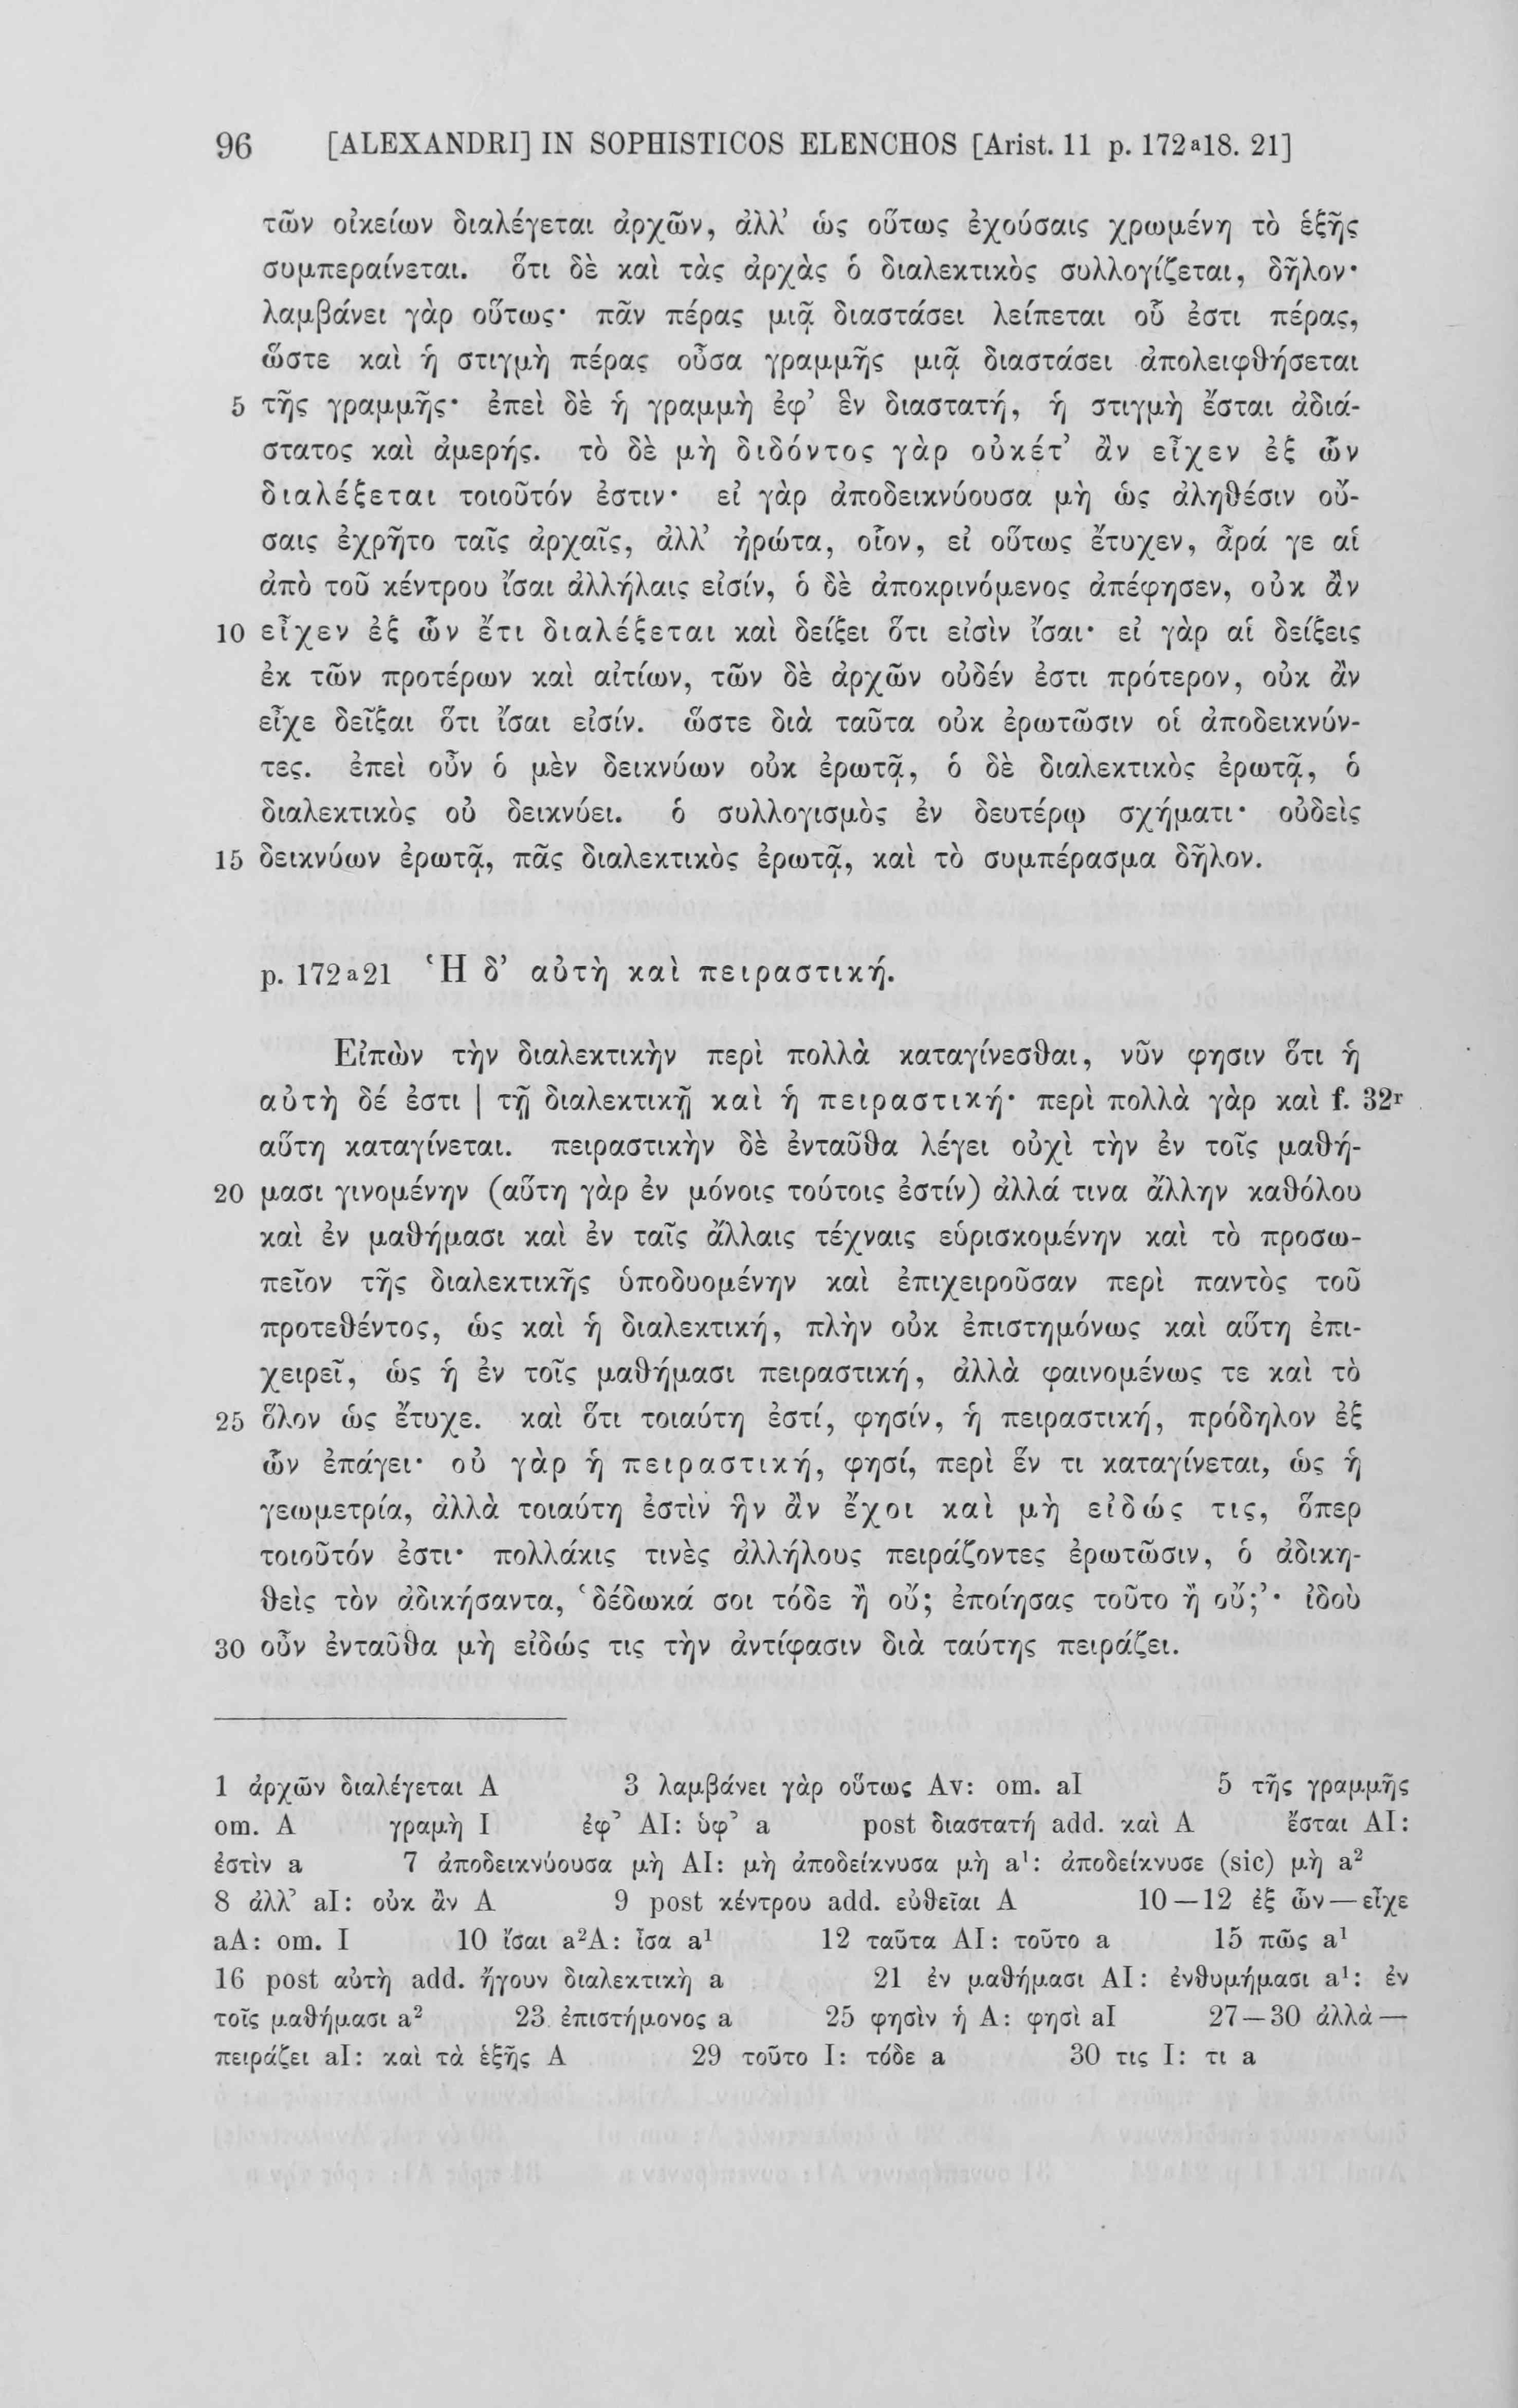 96 [ALEXANDRI] IN SOPHISTICOS ELENCHOS [Arist. 11 p. 172ᵃ18. 21]
τῶν οἰκείων διαλέγεται ἀρχῶν, ἀλλ’ ὡς οὕτως ἐχούσαις χρωμένη τὸ ἑξῆς
συμπεραίνεται. ὅτι δὲ καὶ τὰς ἀρχὰς ὁ διαλεκτικὸς συλλογίζεται, δῆλον·
λαμβάνει γὰρ οὕτως· πᾶν πέρας μιᾷ διαστάσει λείπεται οὗ ἐστι πέρας,
ὥστε καὶ ἡ στιγμὴ πέρας οὖσα γραμμῆς μιᾷ διαστάσει ἀπολειφθήσεται
5 τῆς γραμμῆς· ἐπεὶ δὲ ἡ γραμμὴ ἐφ’ ἓν διαστατή, ἡ στιγμὴ ἔσται ἀδιά-
στατος καὶ ἀμερής. τὸ δὲ μὴ διδόντος γὰρ οὐκέτ’ ἂν εἶχεν ἐξ ὧν
διαλέξεται τοιοῦτόν ἐστιν· εἰ γὰρ ἀποδεικνύουσα μὴ ὡς ἀληθέσιν οὔ-
σαις ἐχρῆτο ταῖς ἀρχαῖς, ἀλλ’ ἠρώτα, οἷον, εἰ οὕτως ἔτυχεν, ἆρά γε αἱ
ἀπὸ τοῦ κέντρου ἴσαι ἀλλήλαις εἰσίν, ὁ δὲ ἀποκρινόμενος ἀπέφησεν, οὐκ ἂν
10 εἶχεν ἐξ ὧν ἔτι διαλέξεται καὶ δείξει ὅτι εἰσὶν ἴσαι· εἰ γὰρ αἱ δείξεις
ἐκ τῶν προτέρων καὶ αἰτίων, τῶν δὲ ἀρχῶν οὐδέν ἐστι πρότερον, οὐκ ἂν
εἶχε δεῖξαι ὅτι ἴσαι εἰσίν. ὥστε διὰ ταῦτα οὐκ ἐρωτῶσιν οἱ ἀποδεικνύν-
τες. ἐπεὶ οὖν ὁ μὲν δεικνύων οὐκ ἐρωτᾷ, ὁ δὲ διαλεκτικὸς ἐρωτᾷ, ὁ
διαλεκτικὸς οὐ δεικνύει. ὁ συλλογισμὸς ἐν δευτέρῳ σχήματι· οὐδεὶς
15 δεικνύων ἐρωτᾷ, πᾶς διαλεκτικὸς ἐρωτᾷ, καὶ τὸ συμπέρασμα δῆλον.
p. 172ᵃ21 Ἡ δ’ αὐτὴ καὶ πειραστική.
Εἰπὼν τὴν διαλεκτικὴν περὶ πολλὰ καταγίνεσθαι, νῦν φησιν ὅτι ἡ
αὐτὴ δέ ἐστι | τῇ διαλεκτικῇ καὶ ἡ πειραστική· περὶ πολλὰ γὰρ καὶ f. 32ʳ
αὕτη καταγίνεται. πειραστικὴν δὲ ἐνταῦθα λέγει οὐχὶ τὴν ἐν τοῖς μαθή-
20 μασι γινομένην (αὕτη γὰρ ἐν μόνοις τούτοις ἐστίν) ἀλλά τινα ἄλλην καθόλου
καὶ ἐν μαθήμασι καὶ ἐν ταῖς ἄλλαις τέχναις εὑρισκομένην καὶ τὸ προσω-
πεῖον τῆς διαλεκτικῆς ὑποδυομένην καὶ ἐπιχειροῦσαν περὶ παντὸς τοῦ
προτεθέντος, ὡς καὶ ἡ διαλεκτική, πλὴν οὐκ ἐπιστημόνως καὶ αὕτη ἐπι-
χειρεῖ, ὡς ἡ ἐν τοῖς μαθήμασι πειραστική, ἀλλὰ φαινομένως τε καὶ τὸ
25 ὅλον ὡς ἔτυχε. καὶ ὅτι τοιαύτη ἐστί, φησίν, ἡ πειραστική, πρόδηλον ἐξ
ὧν ἐπάγει· οὐ γὰρ ἡ πειραστική, φησί, περὶ ἕν τι καταγίνεται, ὡς ἡ
γεωμετρία, ἀλλὰ τοιαύτη ἐστὶν ἣν ἂν ἔχοι καὶ μὴ εἰδώς τις, ὅπερ
τοιοῦτόν ἐστι· πολλάκις τινὲς ἀλλήλους πειράζοντες ἐρωτῶσιν, ὁ ἀδικη-
θεὶς τὸν ἀδικήσαντα, ‘δέδωκά σοι τόδε ἢ οὔ; ἐποίησας τοῦτο ἢ οὔ;’· ἰδοὺ
30 οὖν ἐνταῦθα μὴ εἰδώς τις τὴν ἀντίφασιν διὰ ταύτης πειράζει.
1 ἀρχῶν διαλέγεται A 3 λαμβάνει γὰρ οὕτως Av: om. aI 5 τῆς γραμμῆς
om. A γραμὴ I ἐφ’ AI: ὑφ’ a post διαστατή add. καὶ A ἔσται AI:
ἐστὶν a 7 ἀποδεικνύουσα μὴ AI: μὴ ἀποδείκνυσα μὴ a¹: ἀποδείκνυσε (sic) μὴ a²
8 ἀλλ’ aI: οὐκ ἂν A 9 post κέντρου add. εὐθεῖαι A 10—12 ἐξ ὧν—εἶχε
aA: om. I 10 ἴσαι a²A: ἶσα a¹ 12 ταῦτα AI: τοῦτο a 15 πῶς a¹
16 post αὐτὴ add. ἤγουν διαλεκτικὴ a 21 ἐν μαθήμασι AI: ἐνθυμήμασι a¹: ἐν
τοῖς μαθήμασι a² 23 ἐπιστήμονος a 25 φησὶν ἡ A: φησὶ aI 27—30 ἀλλὰ—
πειράζει aI: καὶ τὰ ἑξῆς A 29 τοῦτο I: τόδε a 30 τις I: τι a